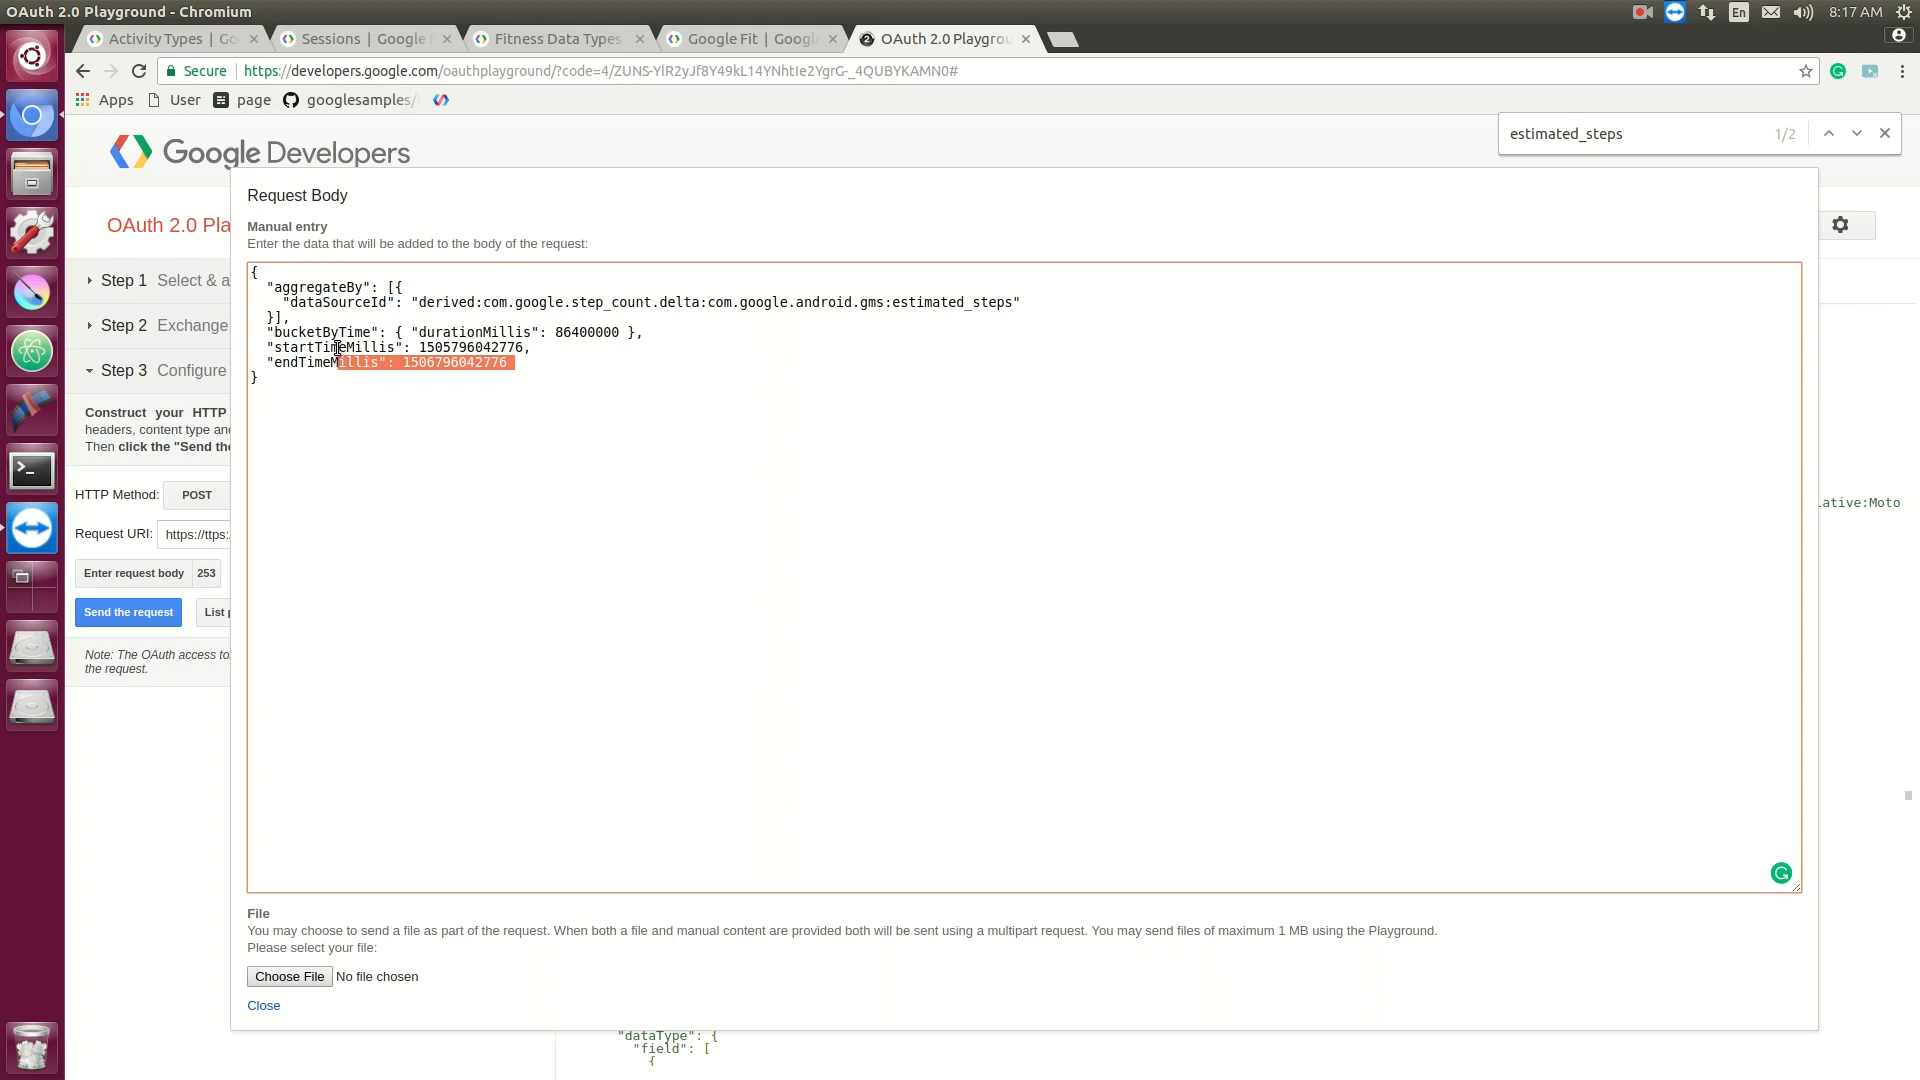 OAuth 2.0 Playground - Chromium
En
8:17 AM
Activity Types | Go
Sessions | Google
Fitness Data Types
Google Fit | Googl
OAuth 2.0 Playgrou
Secure
https://developers.google.com/oauthplayground/?code=4/ZUNS-YlR2yJf8Y49kL14YNhtIe2YgrG-_4QUBYKAMN0#
Apps
User
page
googlesamples/
estimated_steps
1/2
Google Developers
Request Body
OAuth 2.0 Pla
Manual entry
Enter the data that will be added to the body of the request:
{
"aggregateBy": [{
"dataSourceId": "derived:com.google.step_count.delta:com.google.android.gms:estimated_steps"
}],
"bucketByTime": { "durationMillis": 86400000 },
"startTimeMillis": 1505796042776,
"endTimeMillis": 1506796042776
}
Step 1 Select & a
Step 2 Exchange
Step 3 Configure
Construct your HTTP
headers, content type and
Then click the "Send the
HTTP Method:
POST
Request URI:
https://ttps:
Enter request body
253
Send the request
List p
Note: The OAuth access to
the request.
lative:Moto
File
You may choose to send a file as part of the request. When both a file and manual content are provided both will be sent using a multipart request. You may send files of maximum 1 MB using the Playground.
Please select your file:
Choose File
No file chosen
Close
"dataType": {
"field": [
{